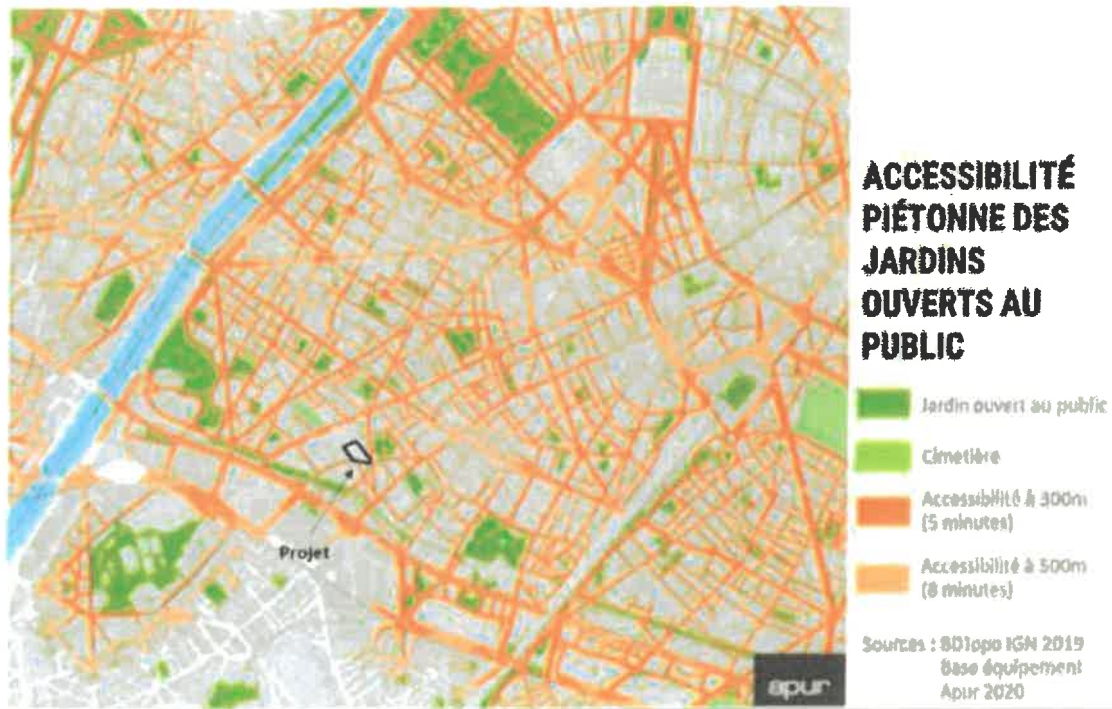 ACCESSIBILITÉ
PIÉTONNE DES
JARDINS
OUVERTS AU
PUBLIC
Jardin ouvert au public
Cimetière
Accessibilité à 300m
(5 minutes)
Accessibilité à 500m
(8 minutes)
Sources : BDTopo IGN 2019
Base équipement
Apur 2020
Projet
apur